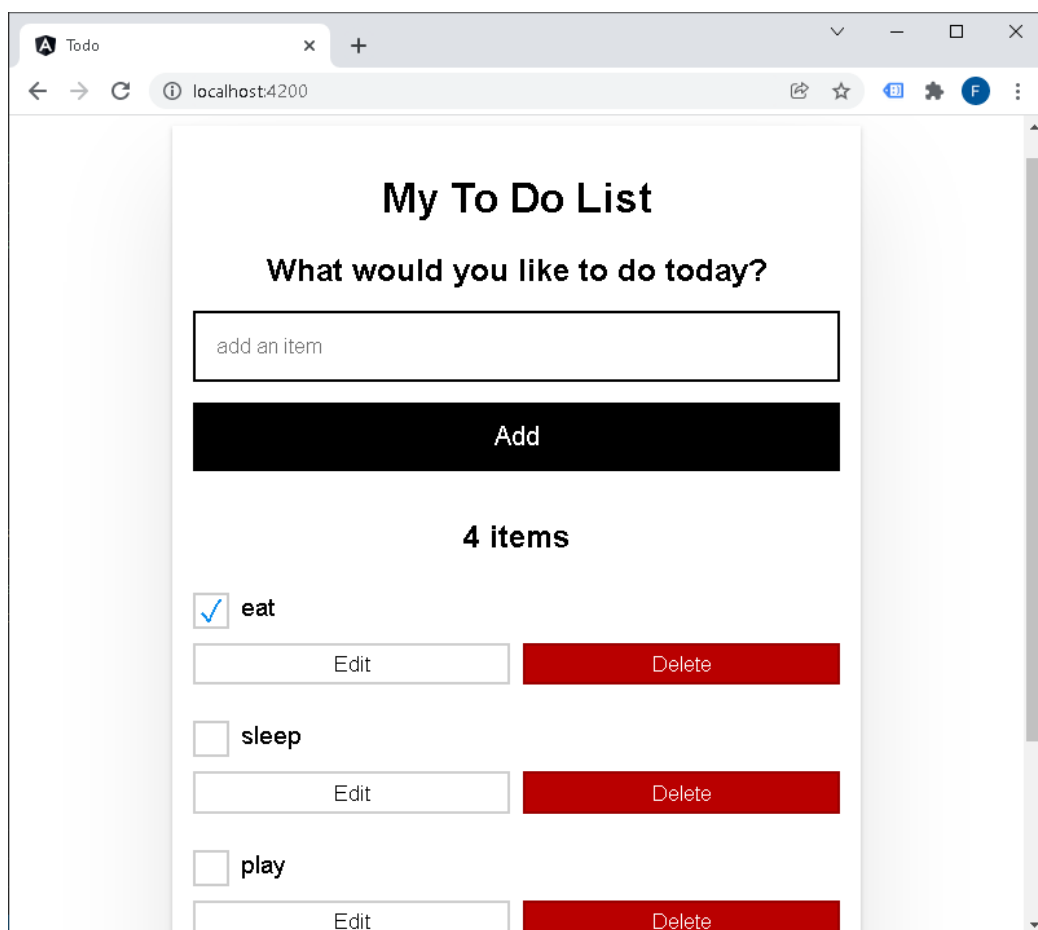 Todo
localhost:4200
F
My To Do List
What would you like to do today?
add an item
Add
4 items
eat
Edit Delete
sleep
Edit Delete
play
Edit Delete